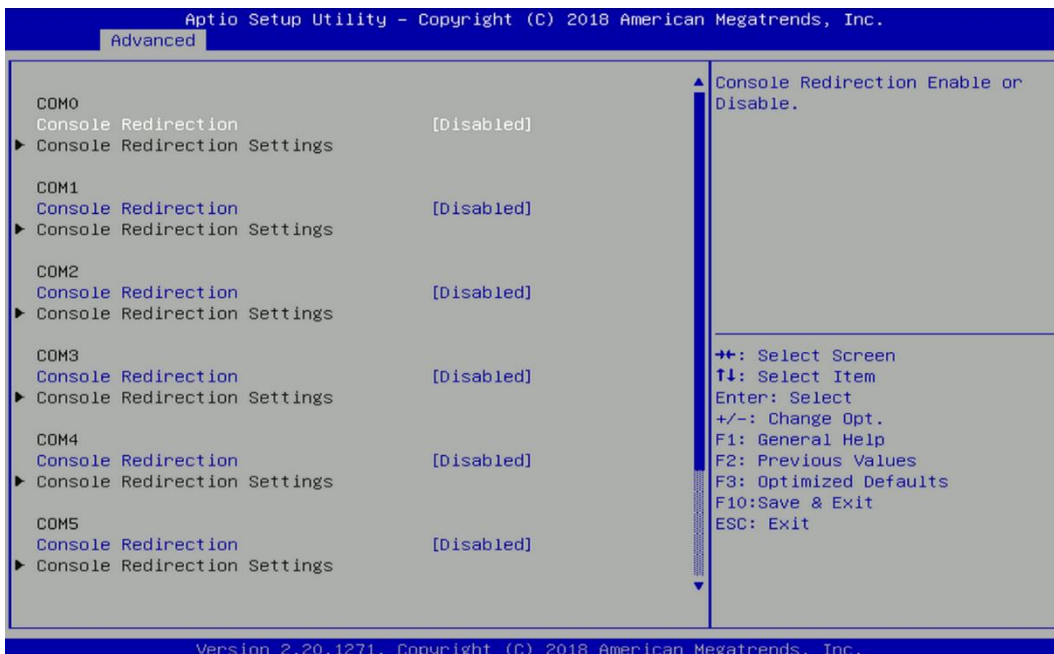 Aptio Setup Utility – Copyright (C) 2018 American Megatrends, Inc.
Advanced
COM0
Console Redirection [Disabled]
► Console Redirection Settings
COM1
Console Redirection [Disabled]
► Console Redirection Settings
COM2
Console Redirection [Disabled]
► Console Redirection Settings
COM3
Console Redirection [Disabled]
► Console Redirection Settings
COM4
Console Redirection [Disabled]
► Console Redirection Settings
COM5
Console Redirection [Disabled]
► Console Redirection Settings
Console Redirection Enable or
Disable.
→←: Select Screen
↑↓: Select Item
Enter: Select
+/-: Change Opt.
F1: General Help
F2: Previous Values
F3: Optimized Defaults
F10:Save & Exit
ESC: Exit
Version 2.20.1271. Copyright (C) 2018 American Megatrends, Inc.